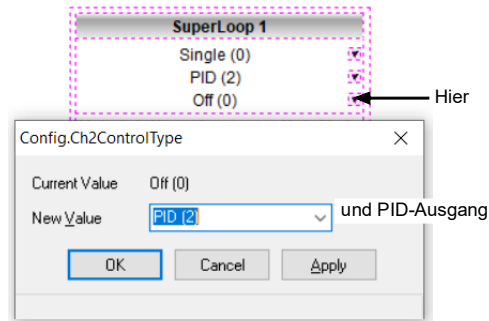 SuperLoop 1
Single (0)
PID (2)
Off (0)
Hier
Config.Ch2ControlType
Current Value Off (0)
New Value PID (2)
und PID-Ausgang
OK Cancel Apply